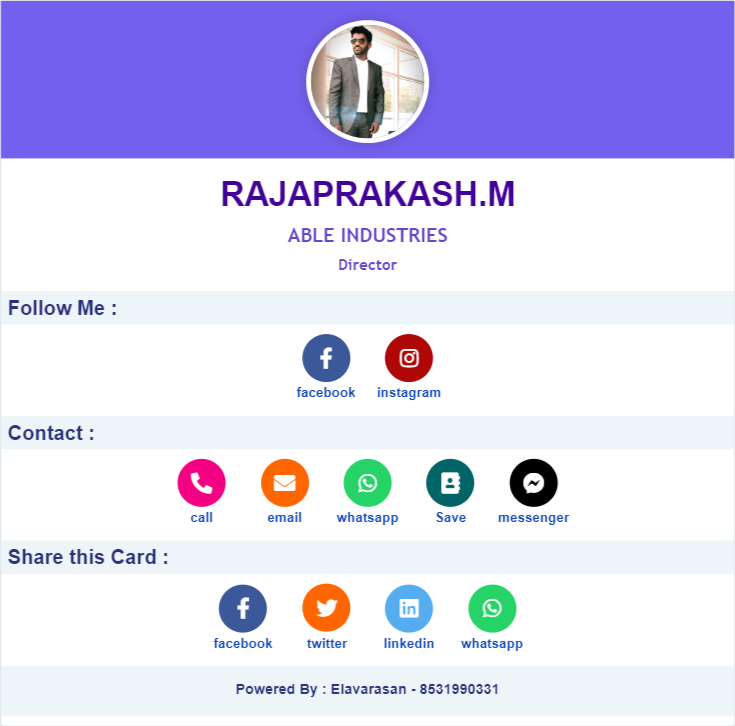 RAJAPRAKASH.M
ABLE INDUSTRIES
Director
Follow Me :
facebook instagram
Contact :
call email whatsapp Save messenger
Share this Card :
facebook twitter linkedin whatsapp
Powered By : Elavarasan - 8531990331